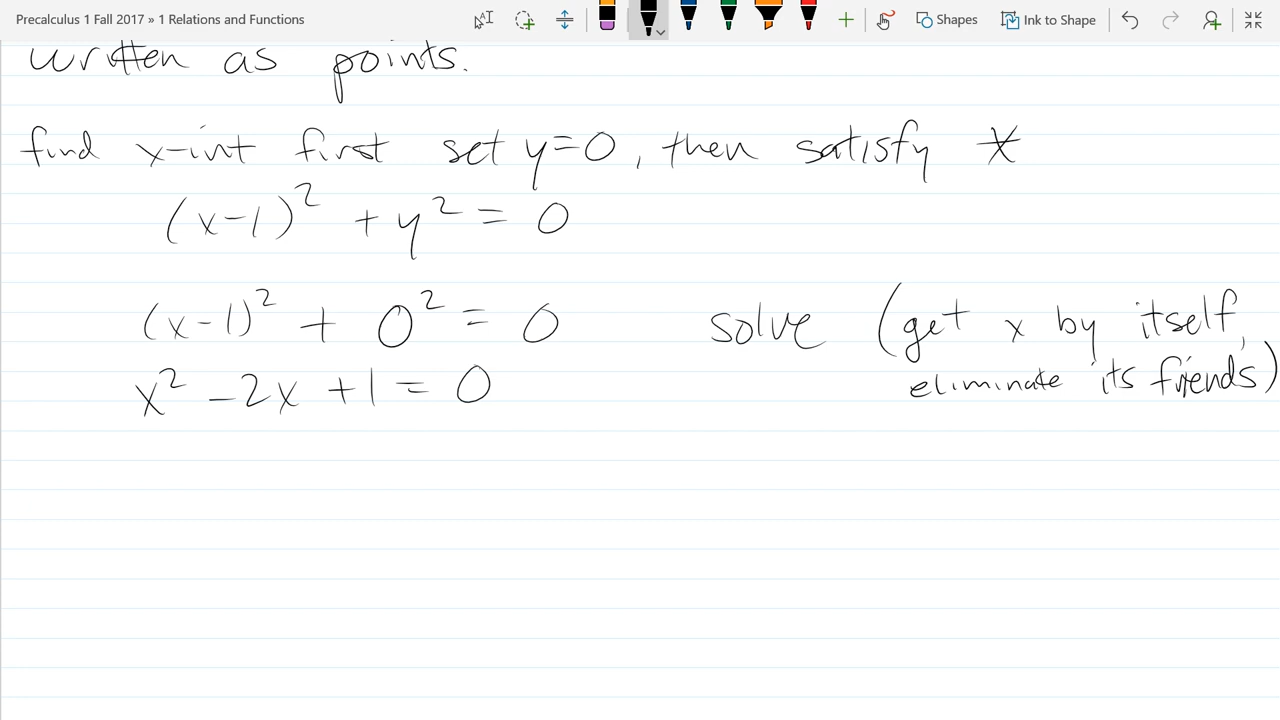 Precalculus 1 Fall 2017 » 1 Relations and Functions
Shapes
Ink to Shape
written as points.
find x-int first set y=0, then satisfy *
(x-1)² + y² = 0
(x-1)² + 0² = 0 solve (get x by itself,
x² - 2x + 1 = 0 eliminate its friends)